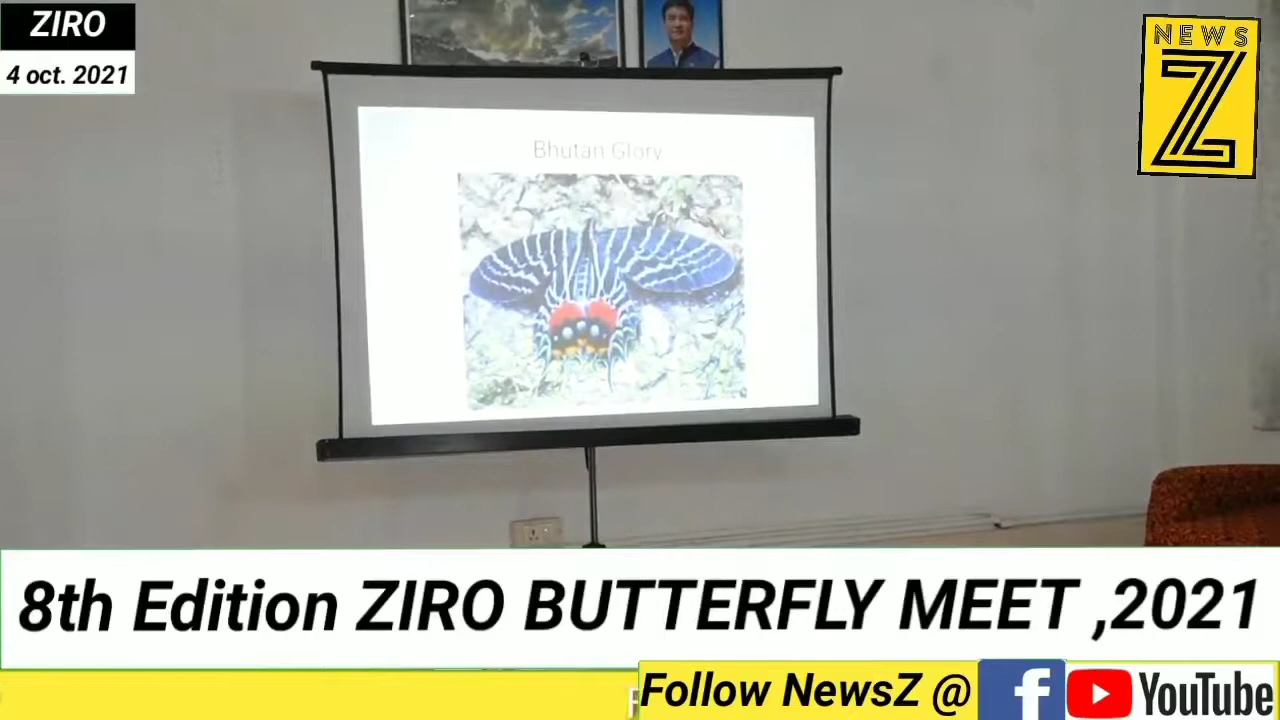 ZIRO
4 oct. 2021
NEWS
Z
Bhutan Glory
8th Edition ZIRO BUTTERFLY MEET ,2021
Follow NewsZ @ f YouTube